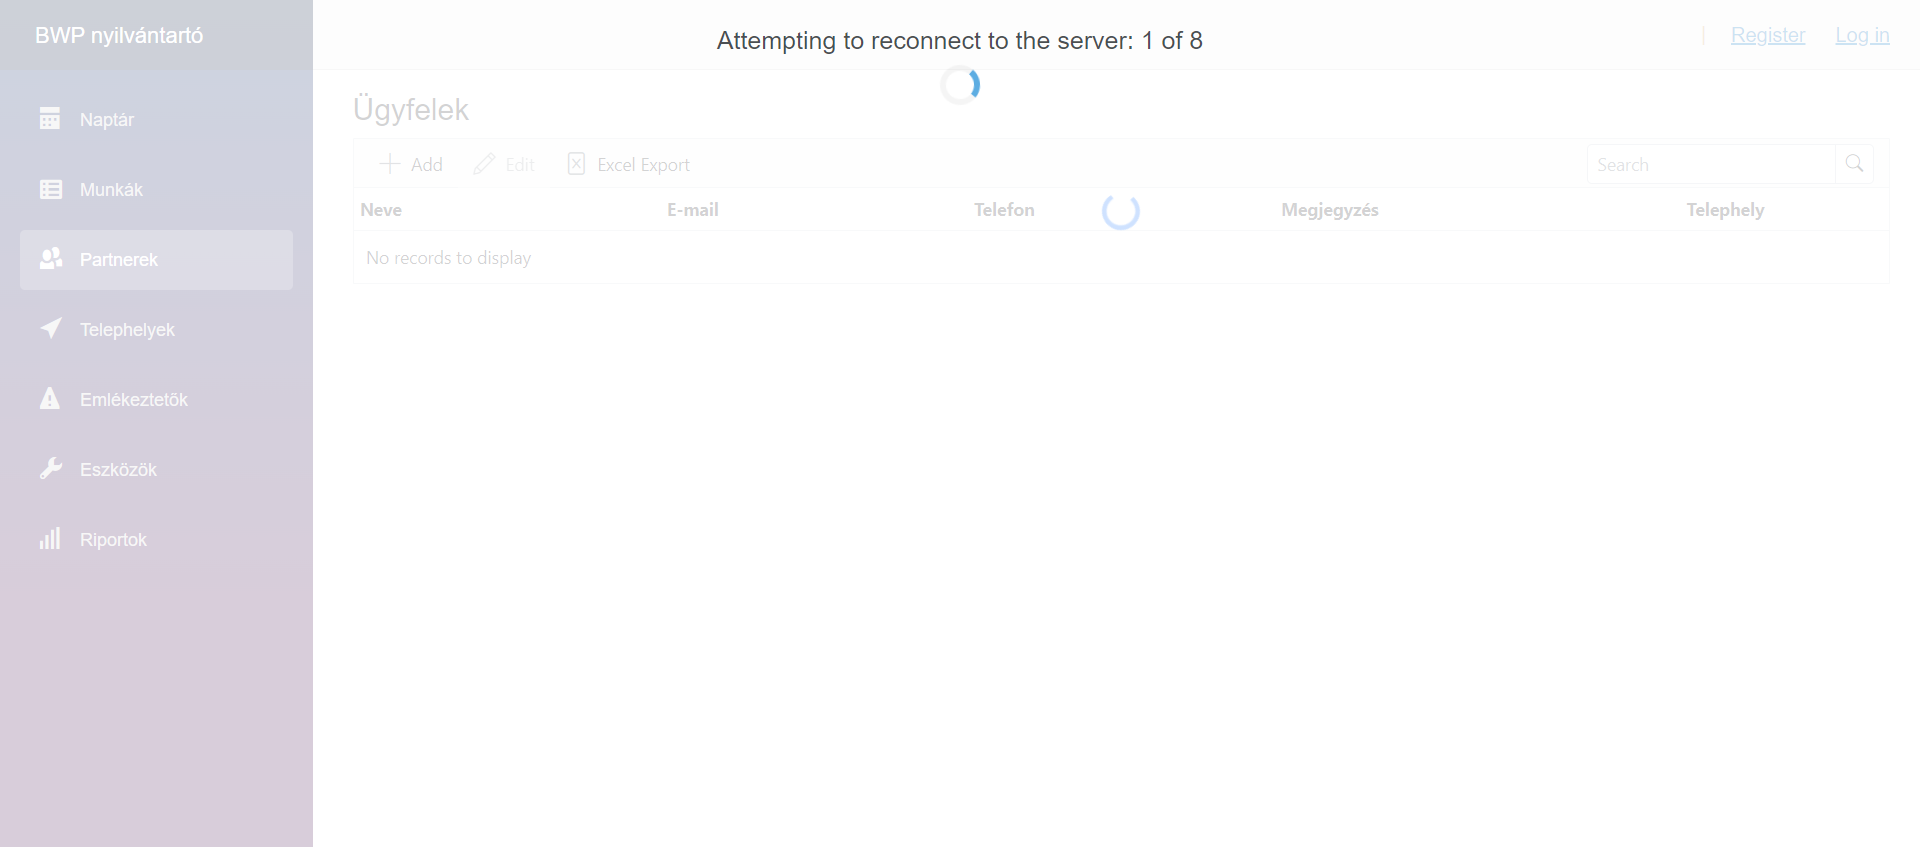 BWP nyilvántartó
Attempting to reconnect to the server: 1 of 8
| Register Log in
Naptár
Munkák
Partnerek
Telephelyek
Emlékeztetők
Eszközök
Riportok
Ügyfelek
Add Edit Excel Export Search
Neve E-mail Telefon Megjegyzés Telephely
No records to display